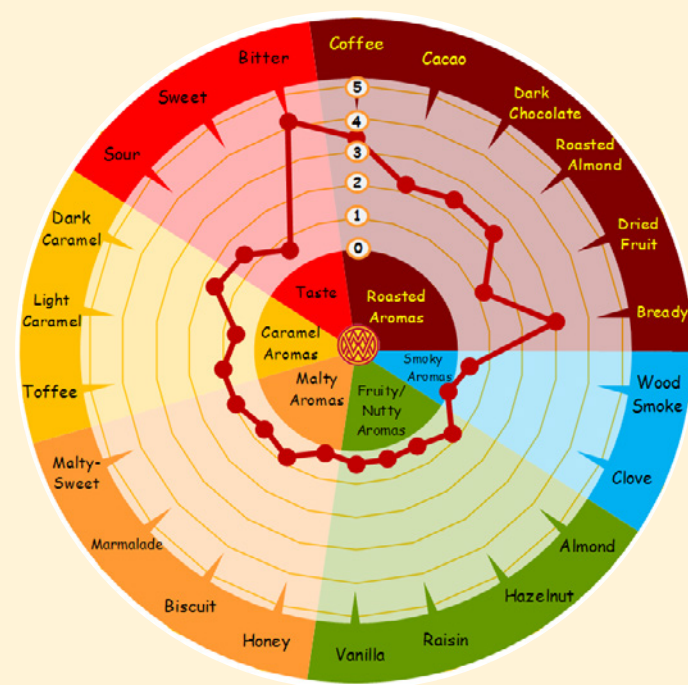 Coffee
Cacao
Dark
Chocolate
Roasted
Almond
Dried
Fruit
Bready
Wood
Smoke
Clove
Almond
Hazelnut
Raisin
Vanilla
Honey
Biscuit
Marmalade
Malty-
Sweet
Toffee
Light
Caramel
Dark
Caramel
Sour
Sweet
Bitter
5
4
3
2
1
0
Taste
Roasted
Aromas
Caramel
Aromas
Smoky
Aromas
Malty
Aromas
Fruity/
Nutty
Aromas